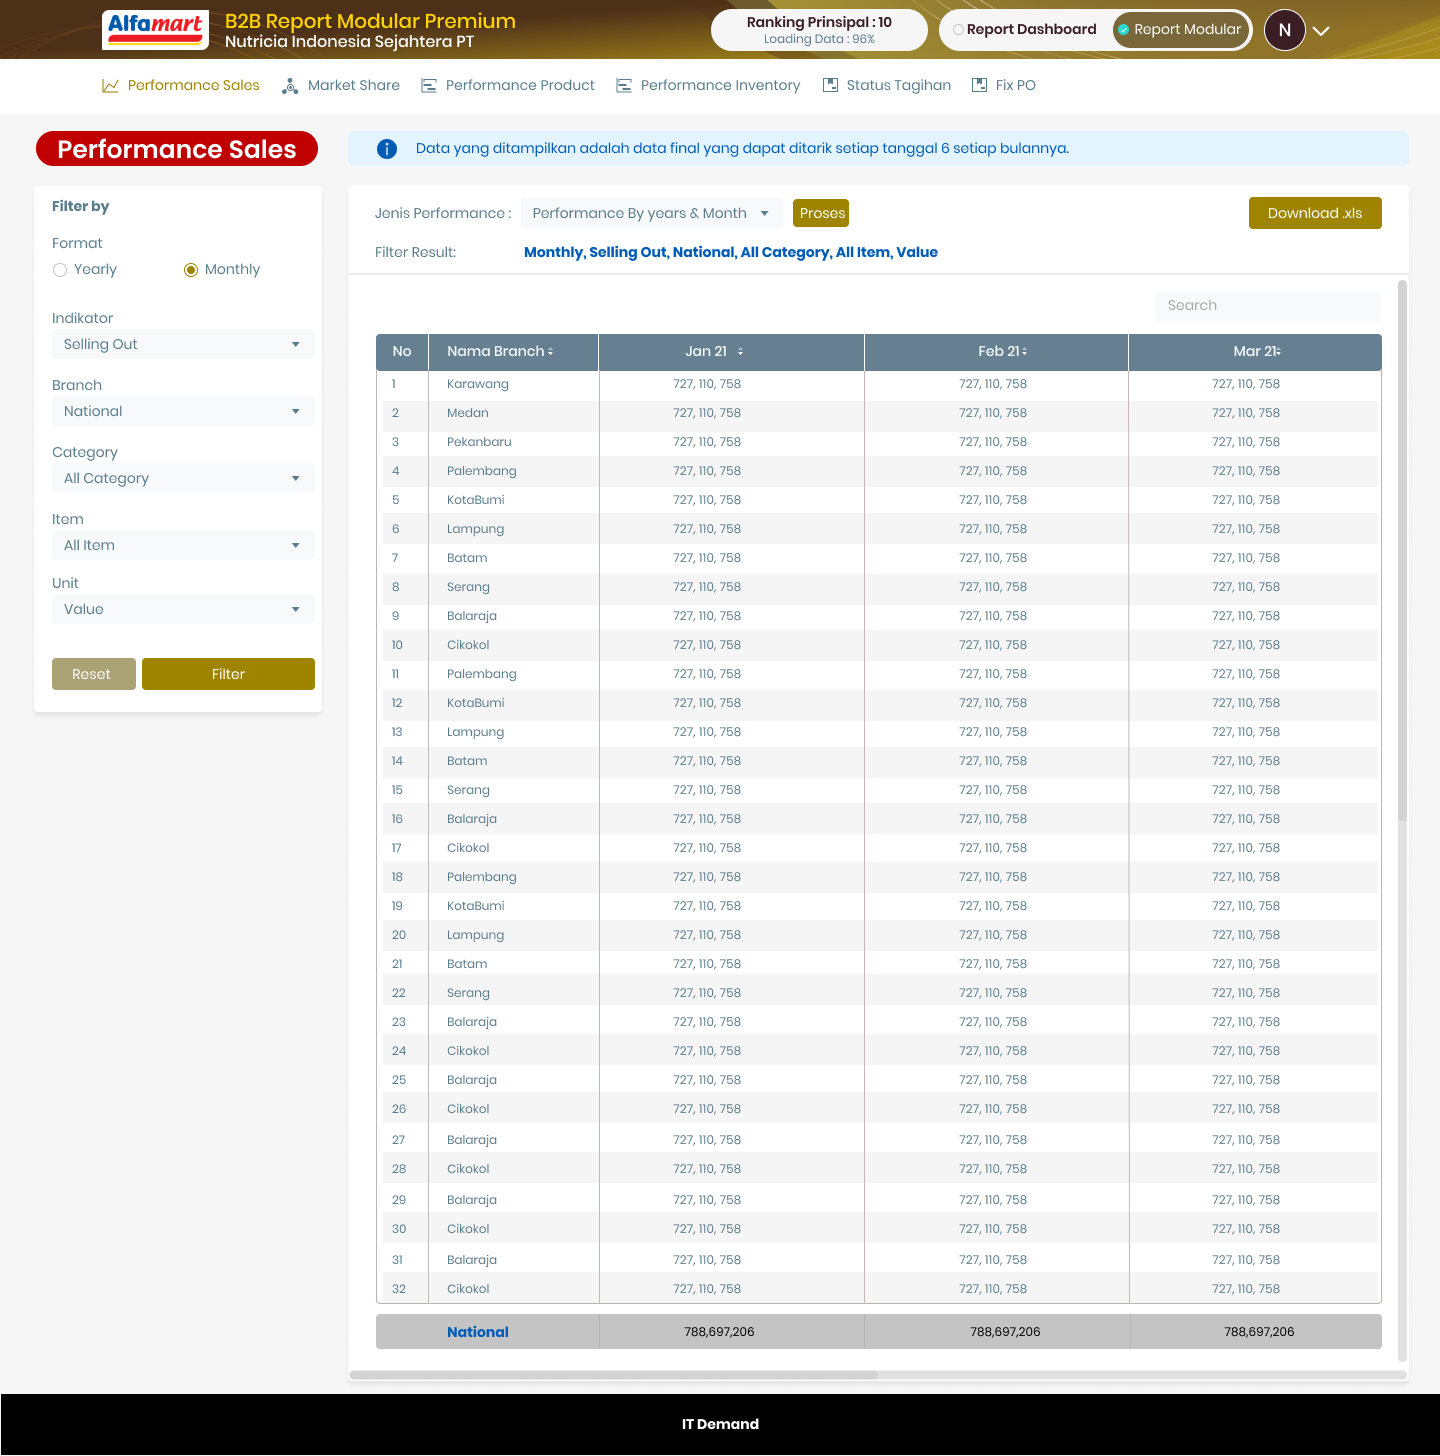 Alfamart
B2B Report Modular Premium
Nutricia Indonesia Sejahtera PT
Ranking Prinsipal : 10
Loading Data : 96%
Report Dashboard
Report Modular
N
Performance Sales
Market Share
Performance Product
Performance Inventory
Status Tagihan
Fix PO
Performance Sales
Data yang ditampilkan adalah data final yang dapat ditarik setiap tanggal 6 setiap bulannya.
Filter by
Format
Yearly
Monthly
Indikator
Selling Out
Branch
National
Category
All Category
Item
All Item
Unit
Value
Reset
Filter
Jenis Performance :
Performance By years & Month
Proses
Download .xls
Filter Result:
Monthly, Selling Out, National, All Category, All Item, Value
Search
No Nama Branch Jan 21 Feb 21 Mar 21
1 Karawang 727, 110, 758 727, 110, 758 727, 110, 758
2 Medan 727, 110, 758 727, 110, 758 727, 110, 758
3 Pekanbaru 727, 110, 758 727, 110, 758 727, 110, 758
4 Palembang 727, 110, 758 727, 110, 758 727, 110, 758
5 KotaBumi 727, 110, 758 727, 110, 758 727, 110, 758
6 Lampung 727, 110, 758 727, 110, 758 727, 110, 758
7 Batam 727, 110, 758 727, 110, 758 727, 110, 758
8 Serang 727, 110, 758 727, 110, 758 727, 110, 758
9 Balaraja 727, 110, 758 727, 110, 758 727, 110, 758
10 Cikokol 727, 110, 758 727, 110, 758 727, 110, 758
11 Palembang 727, 110, 758 727, 110, 758 727, 110, 758
12 KotaBumi 727, 110, 758 727, 110, 758 727, 110, 758
13 Lampung 727, 110, 758 727, 110, 758 727, 110, 758
14 Batam 727, 110, 758 727, 110, 758 727, 110, 758
15 Serang 727, 110, 758 727, 110, 758 727, 110, 758
16 Balaraja 727, 110, 758 727, 110, 758 727, 110, 758
17 Cikokol 727, 110, 758 727, 110, 758 727, 110, 758
18 Palembang 727, 110, 758 727, 110, 758 727, 110, 758
19 KotaBumi 727, 110, 758 727, 110, 758 727, 110, 758
20 Lampung 727, 110, 758 727, 110, 758 727, 110, 758
21 Batam 727, 110, 758 727, 110, 758 727, 110, 758
22 Serang 727, 110, 758 727, 110, 758 727, 110, 758
23 Balaraja 727, 110, 758 727, 110, 758 727, 110, 758
24 Cikokol 727, 110, 758 727, 110, 758 727, 110, 758
25 Balaraja 727, 110, 758 727, 110, 758 727, 110, 758
26 Cikokol 727, 110, 758 727, 110, 758 727, 110, 758
27 Balaraja 727, 110, 758 727, 110, 758 727, 110, 758
28 Cikokol 727, 110, 758 727, 110, 758 727, 110, 758
29 Balaraja 727, 110, 758 727, 110, 758 727, 110, 758
30 Cikokol 727, 110, 758 727, 110, 758 727, 110, 758
31 Balaraja 727, 110, 758 727, 110, 758 727, 110, 758
32 Cikokol 727, 110, 758 727, 110, 758 727, 110, 758
National 788,697,206 788,697,206 788,697,206
IT Demand